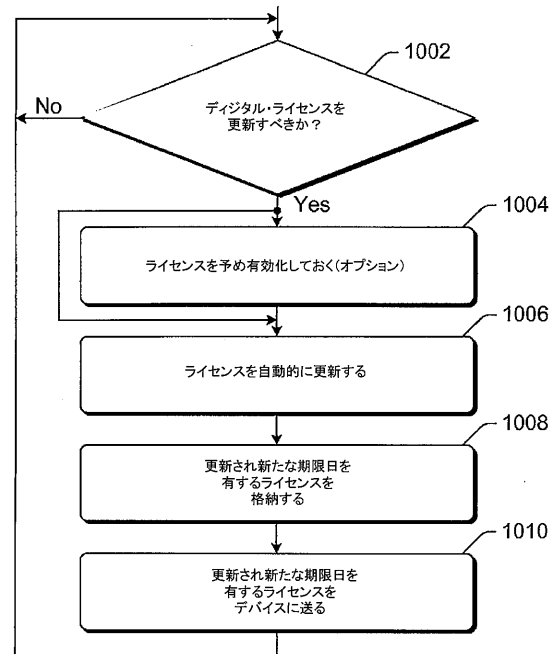 1002
ディジタル・ライセンスを
更新すべきか？
No
Yes
1004
ライセンスを予め有効化しておく(オプション)
1006
ライセンスを自動的に更新する
1008
更新され新たな期限日を
有するライセンスを
格納する
1010
更新され新たな期限日を
有するライセンスを
デバイスに送る